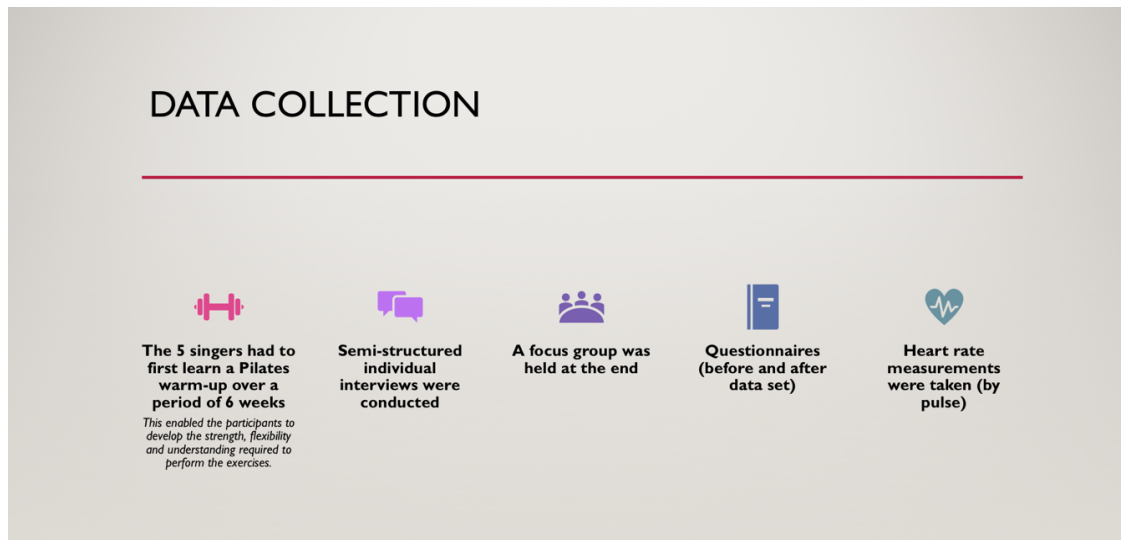 DATA COLLECTION
The 5 singers had to
first learn a Pilates
warm-up over a
period of 6 weeks
This enabled the participants to
develop the strength, flexibility
and understanding required to
perform the exercises.
Semi-structured
individual
interviews were
conducted
A focus group was
held at the end
Questionnaires
(before and after
data set)
Heart rate
measurements
were taken (by
pulse)